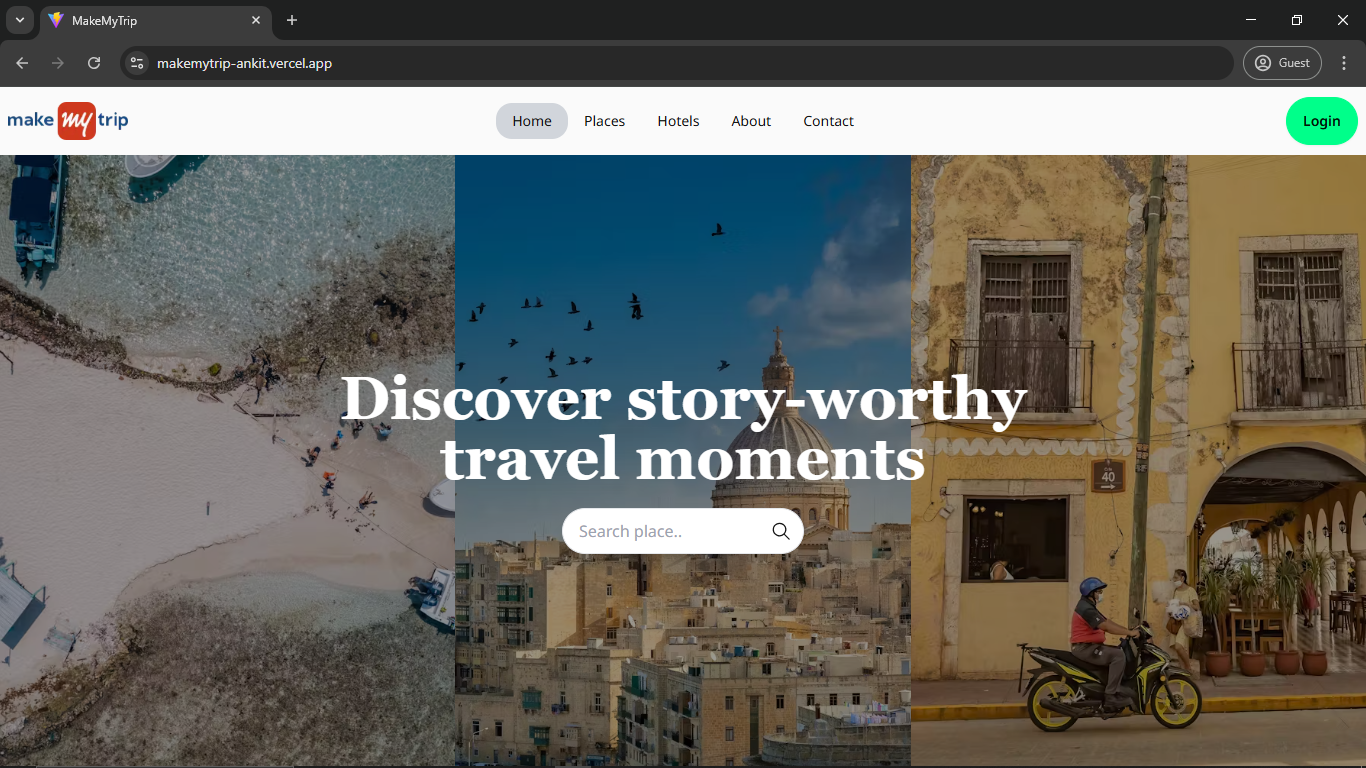 MakeMyTrip
makemytrip-ankit.vercel.app
Guest
make my trip
Home
Places
Hotels
About
Contact
Login
Discover story-worthy
travel moments
Search place..
40